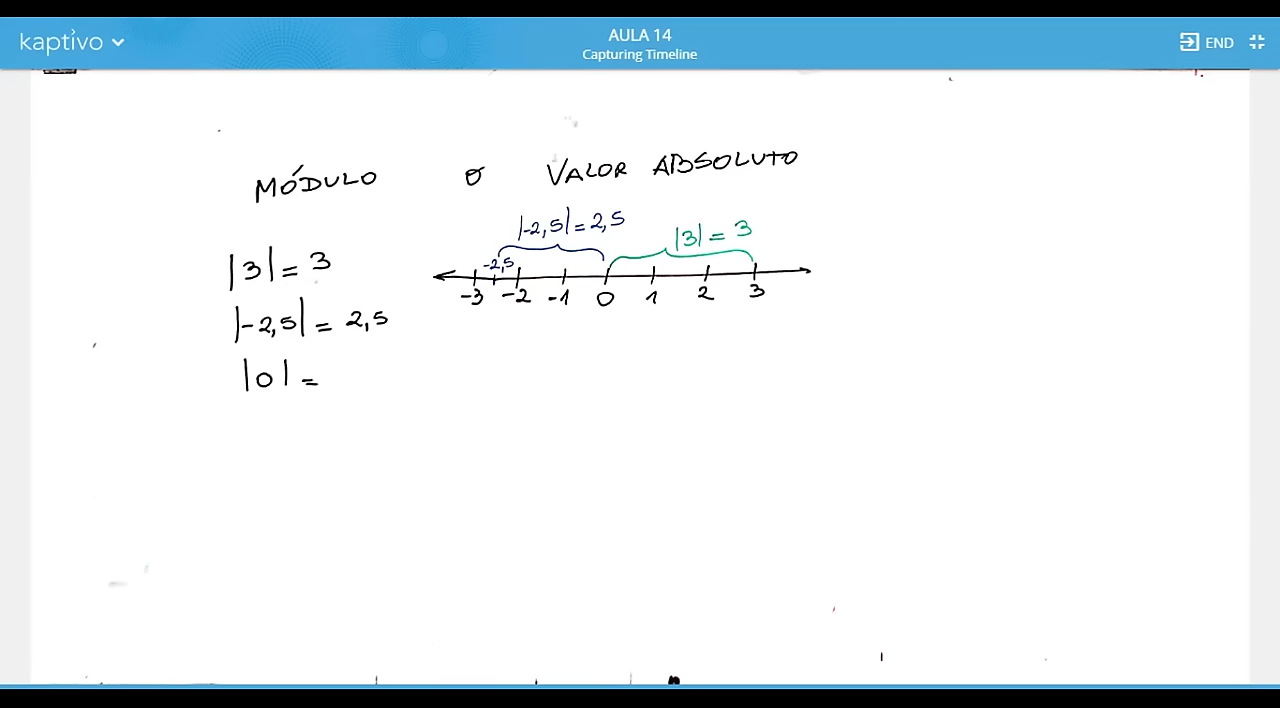 kaptivo
AULA 14
Capturing Timeline
END
MÓDULO O VALOR ABSOLUTO
|-2,5| = 2,5
|3| = 3
|3| = 3
-2,5
-3 -2 -1 0 1 2 3
|-2,5| = 2,5
|0| =